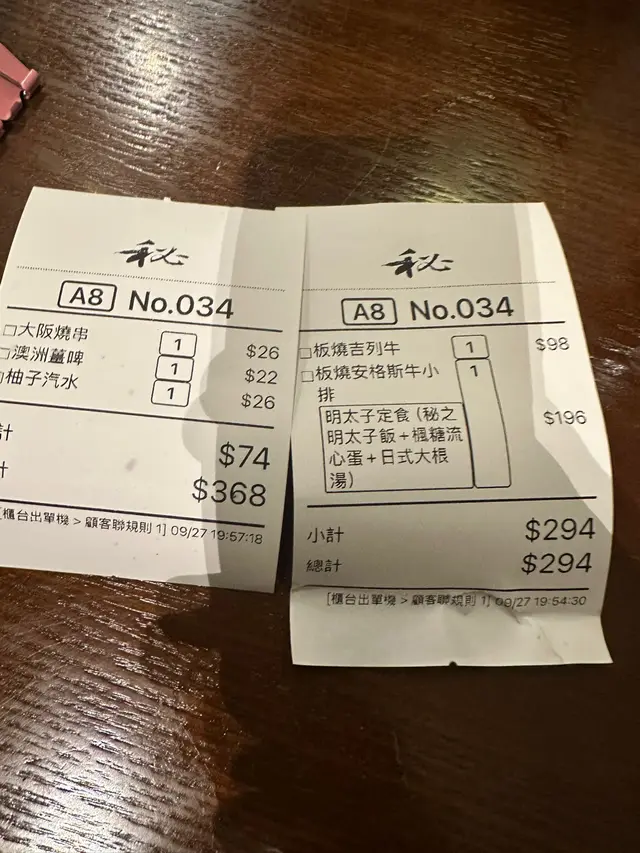 秘
A8 No.034
大阪燒串 1 $26
澳洲薑啤 1 $22
柚子汽水 1 $26
計 $74
計 $368
[櫃台出單機 > 顧客聯規則 1] 09/27 19:57:18
秘
A8 No.034
板燒吉列牛 1 $98
板燒安格斯牛小 1
排
明太子定食 (秘之 $196
明太子飯+楓糖流
心蛋+日式大根
湯)
小計 $294
總計 $294
[櫃台出單機 > 顧客聯規則 1] 09/27 19:54:30